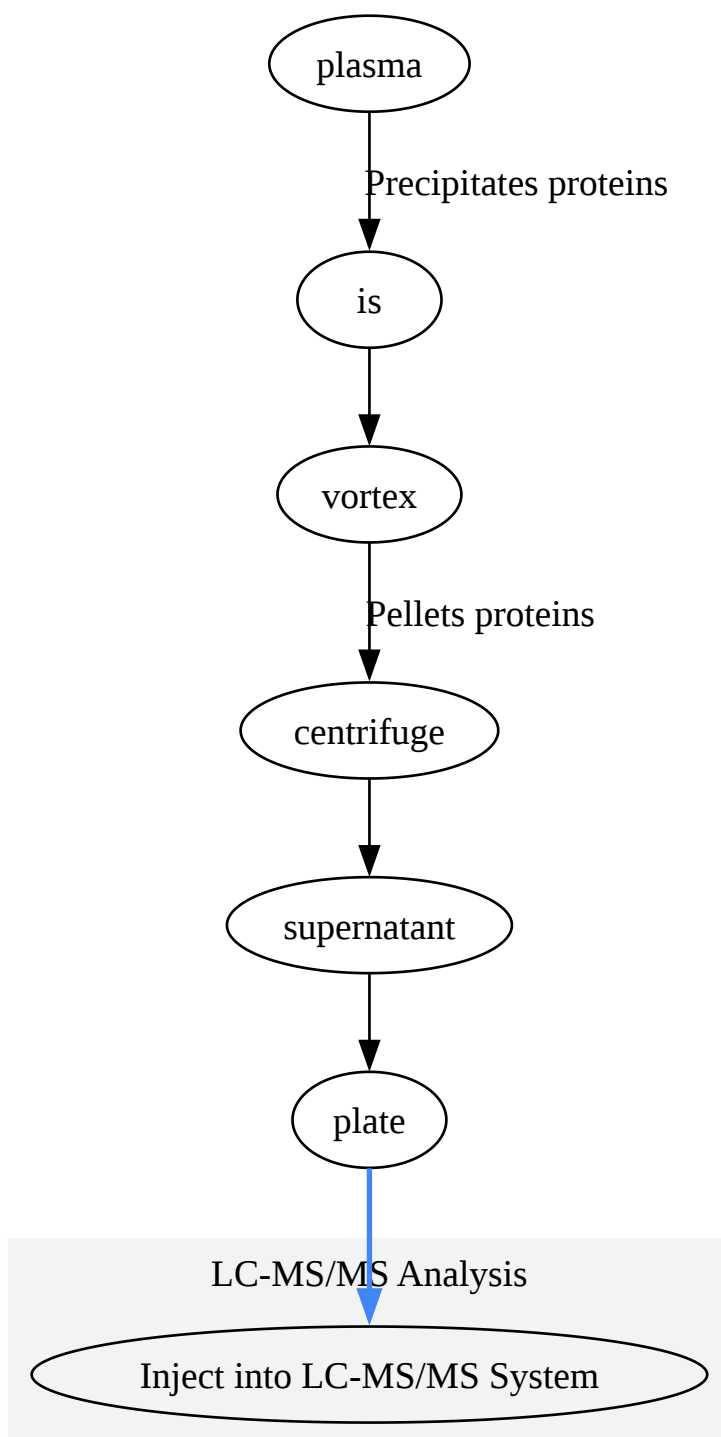 plasma
Precipitates proteins
is
vortex
Pellets proteins
centrifuge
supernatant
plate
LC-MS/MS Analysis
Inject into LC-MS/MS System